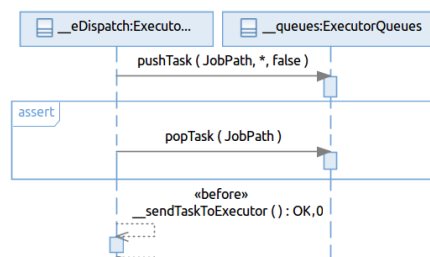 __eDispatch:Executo...
__queues:ExecutorQueues
pushTask ( JobPath, *, false )
assert
popTask ( JobPath )
«before»
__sendTaskToExecutor ( ) : OK,0